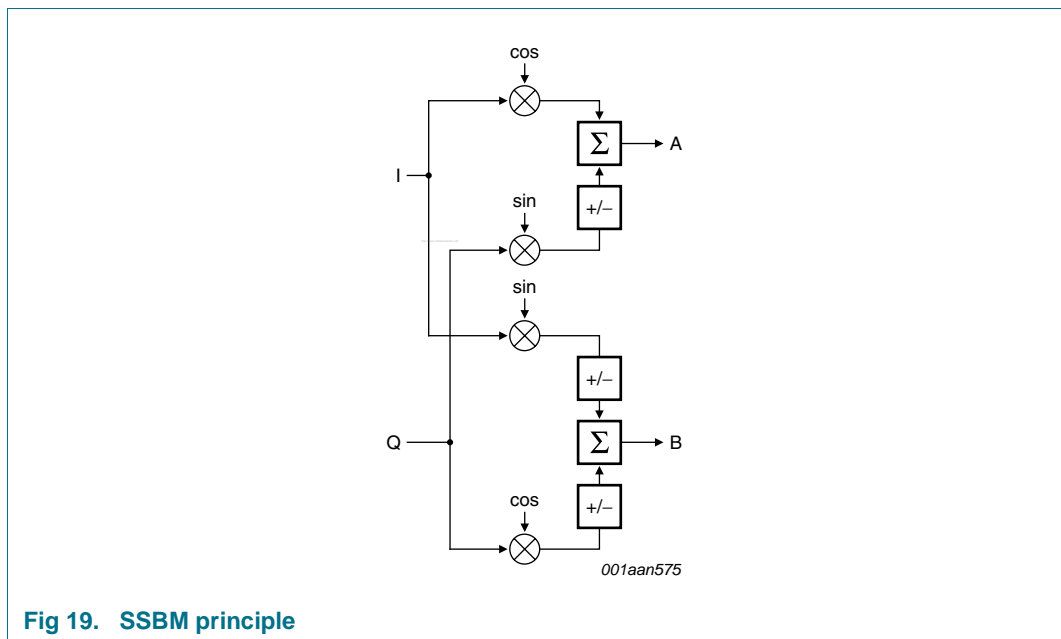 cos
Σ
A
I
+/−
sin
sin
+/−
Q
Σ
B
+/−
cos
001aan575
Fig 19. SSBM principle